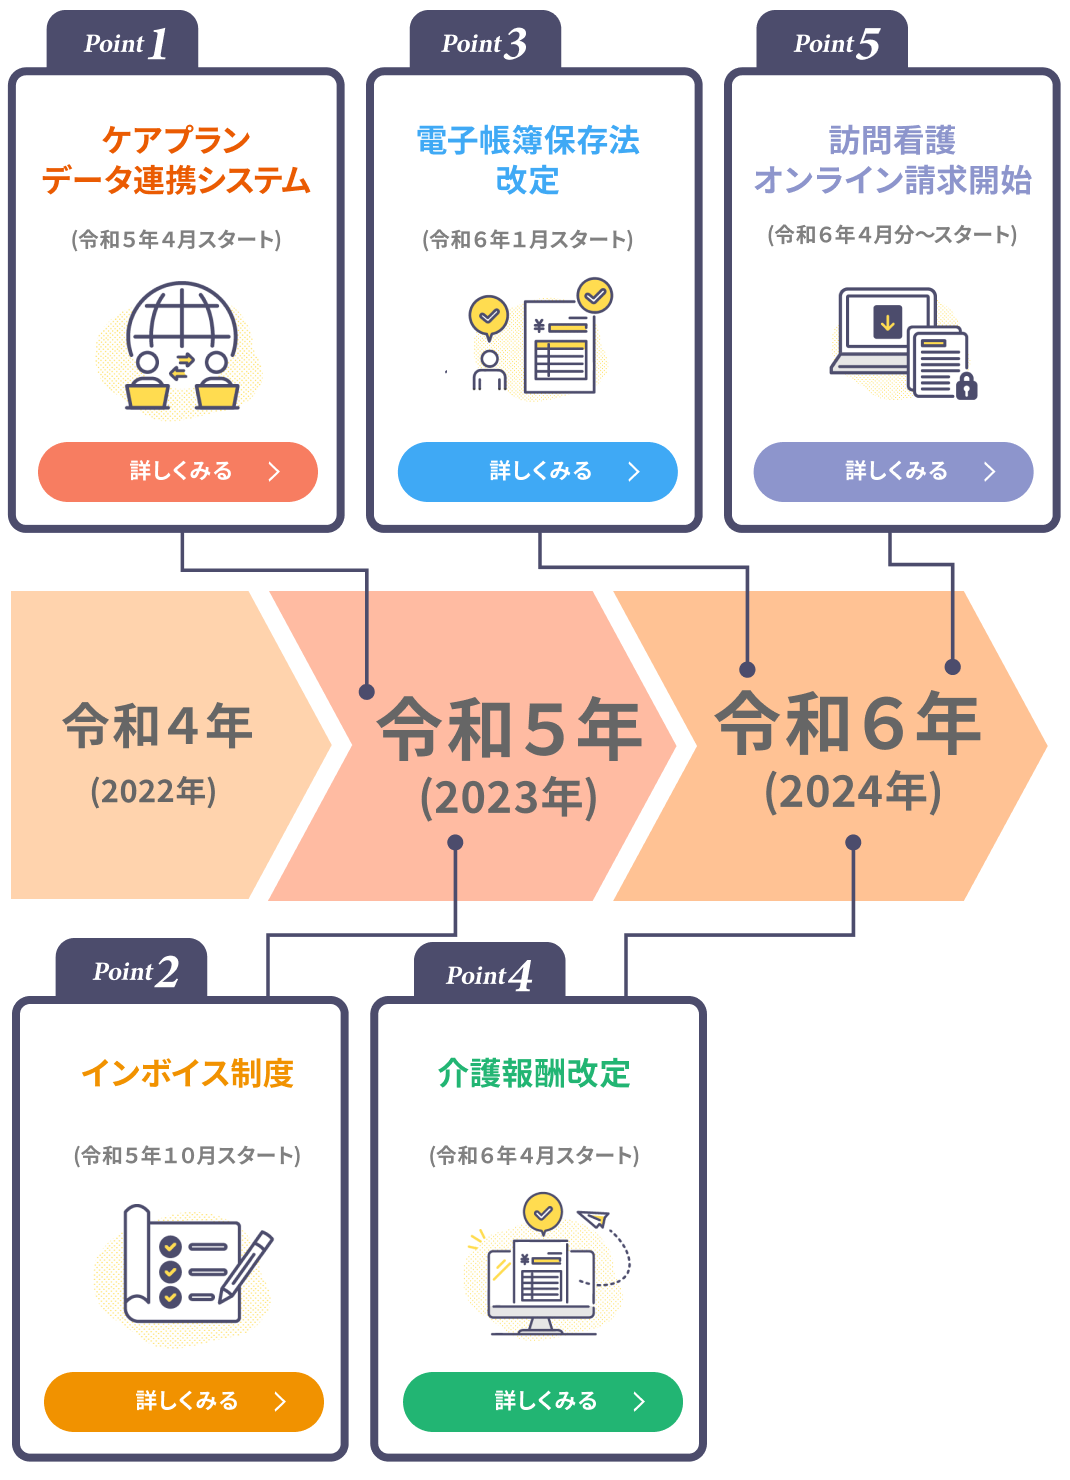 Point 1
ケアプラン
データ連携システム
(令和５年４月スタート)
詳しくみる
Point 3
電子帳簿保存法
改定
(令和６年１月スタート)
¥
詳しくみる
Point 5
訪問看護
オンライン請求開始
(令和６年４月分～スタート)
詳しくみる
令和４年
(2022年)
令和５年
(2023年)
令和６年
(2024年)
Point 2
インボイス制度
(令和５年１０月スタート)
詳しくみる
Point 4
介護報酬改定
(令和６年４月スタート)
¥
詳しくみる